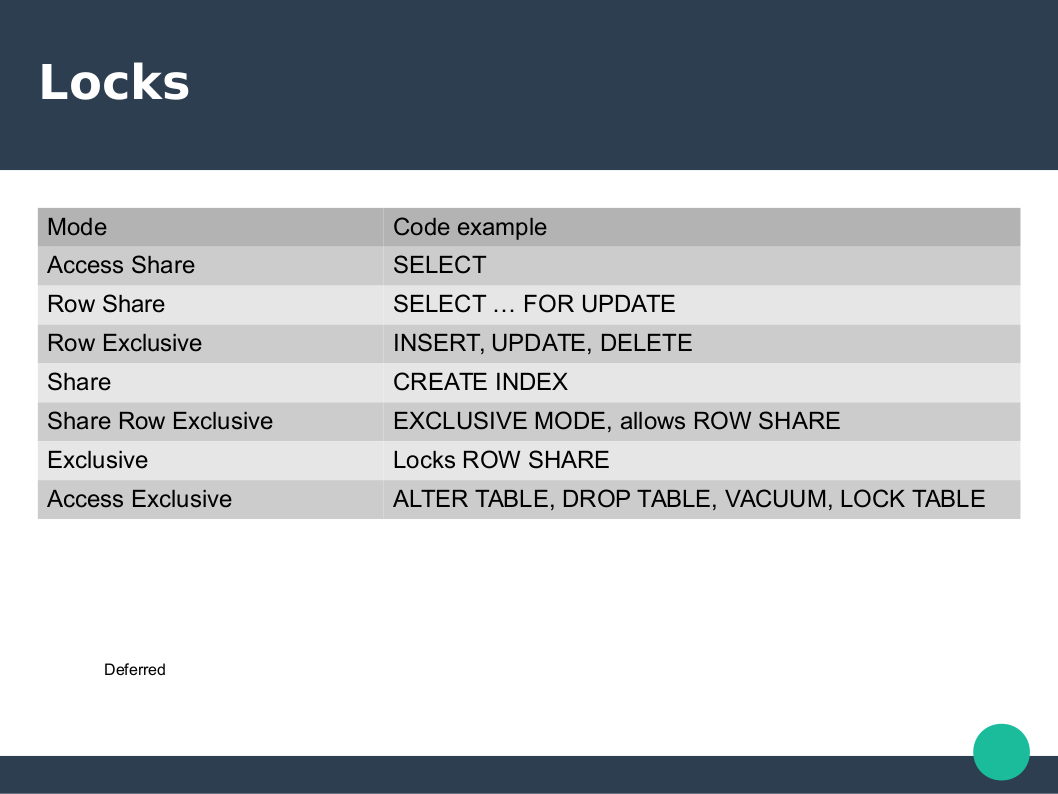 Locks
Mode Code example
Access Share SELECT
Row Share SELECT … FOR UPDATE
Row Exclusive INSERT, UPDATE, DELETE
Share CREATE INDEX
Share Row Exclusive EXCLUSIVE MODE, allows ROW SHARE
Exclusive Locks ROW SHARE
Access Exclusive ALTER TABLE, DROP TABLE, VACUUM, LOCK TABLE
Deferred